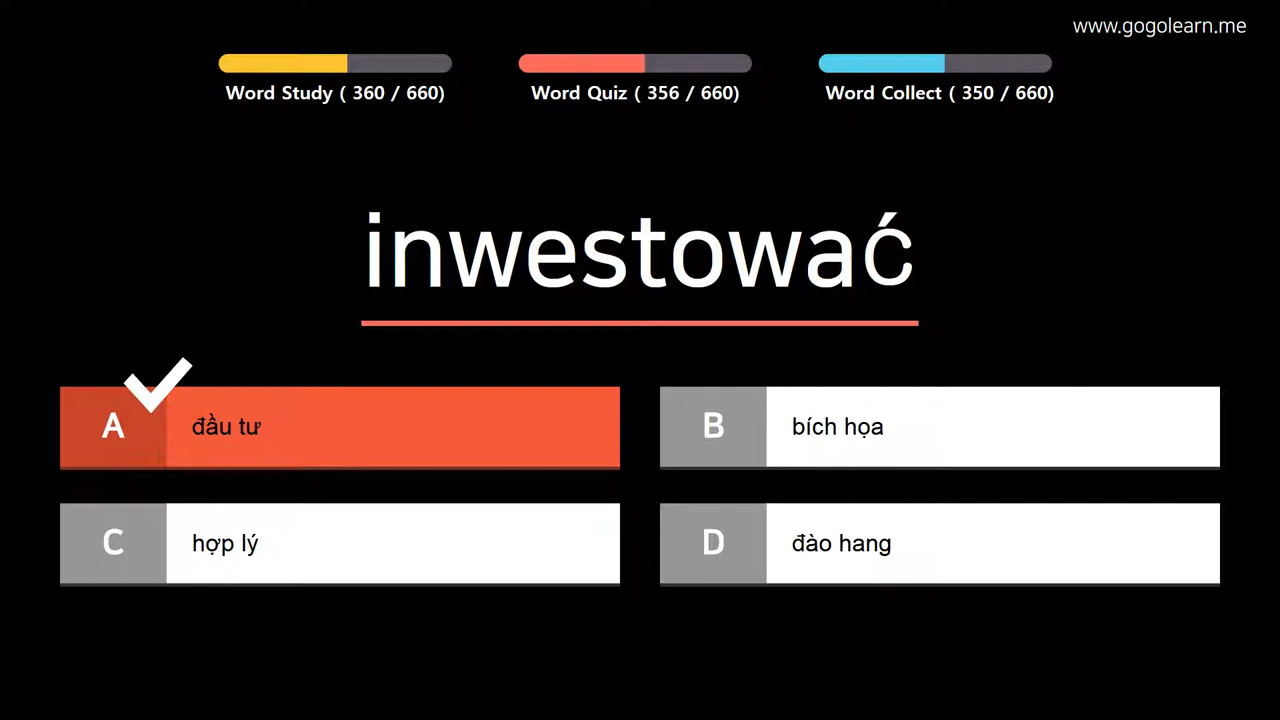 www.gogolearn.me
Word Study ( 360 / 660)
Word Quiz ( 356 / 660)
Word Collect ( 350 / 660)
inwestować
A đầu tư
B bích họa
C hợp lý
D đào hang